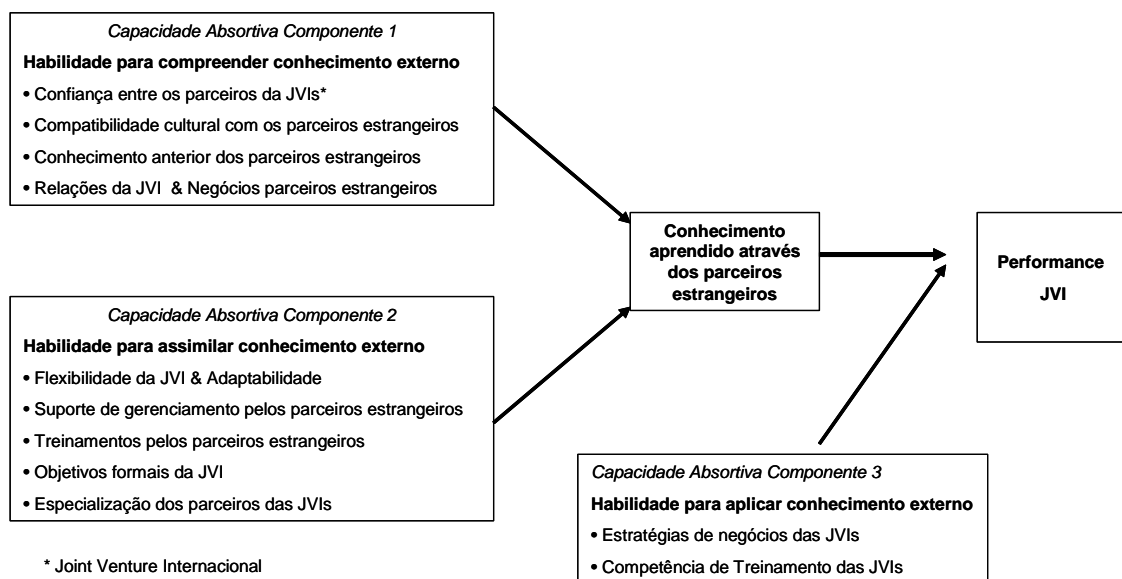 Capacidade Absortiva Componente 1
Habilidade para compreender conhecimento externo
• Confiança entre os parceiros da JVIs*
• Compatibilidade cultural com os parceiros estrangeiros
• Conhecimento anterior dos parceiros estrangeiros
• Relações da JVI & Negócios parceiros estrangeiros
Conhecimento
aprendido através
dos parceiros
estrangeiros
Performance
JVI
Capacidade Absortiva Componente 2
Habilidade para assimilar conhecimento externo
• Flexibilidade da JVI & Adaptabilidade
• Suporte de gerenciamento pelos parceiros estrangeiros
• Treinamentos pelos parceiros estrangeiros
• Objetivos formais da JVI
• Especialização dos parceiros das JVIs
Capacidade Absortiva Componente 3
Habilidade para aplicar conhecimento externo
• Estratégias de negócios das JVIs
• Competência de Treinamento das JVIs
* Joint Venture Internacional